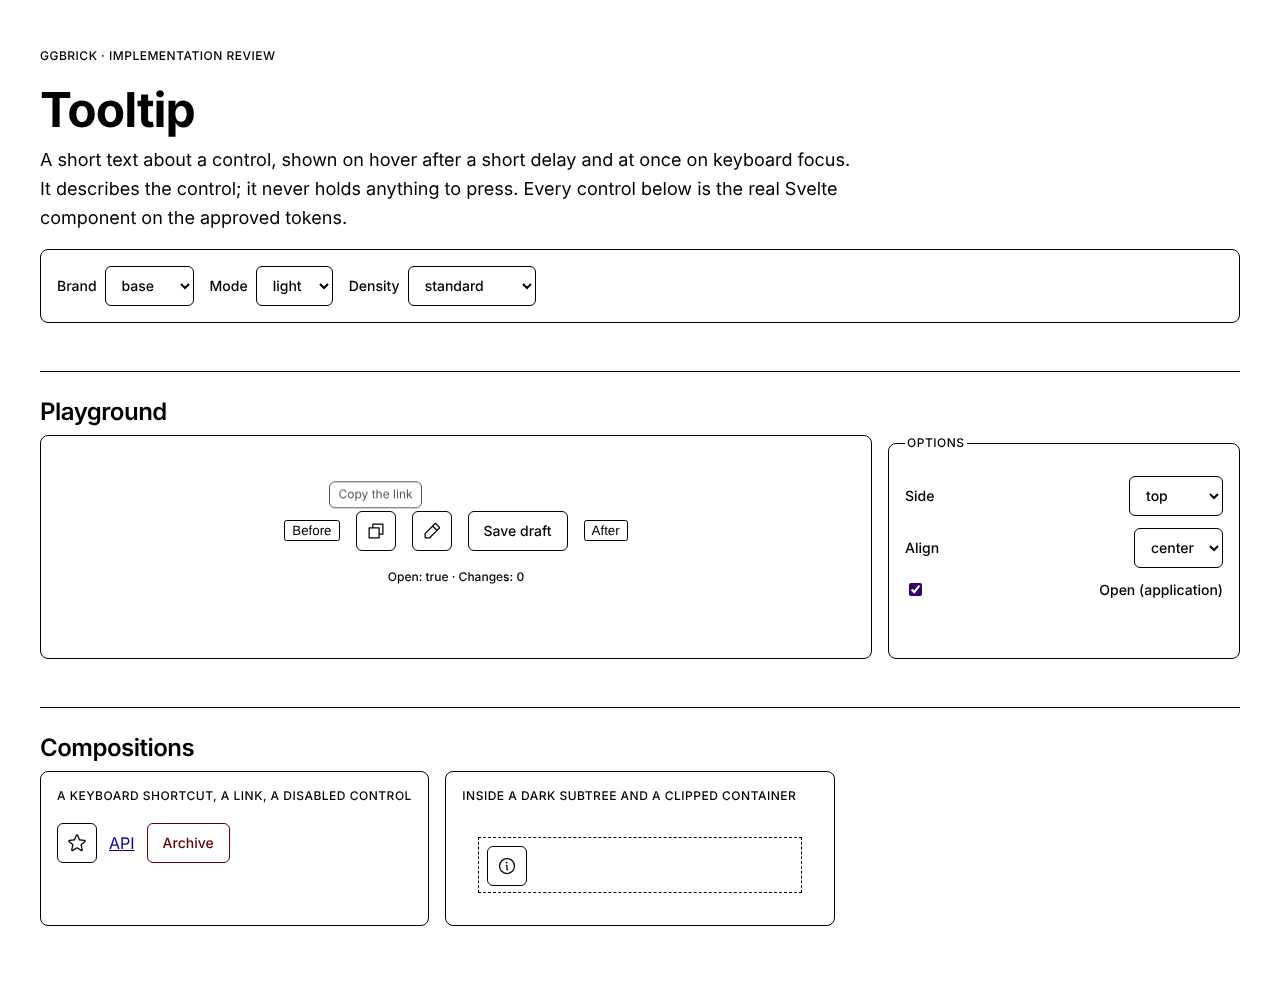 GGBRICK · IMPLEMENTATION REVIEW
Tooltip
A short text about a control, shown on hover after a short delay and at once on keyboard focus.
It describes the control; it never holds anything to press. Every control below is the real Svelte
component on the approved tokens.
Brand base Mode light Density standard
Playground
Copy the link
Before Save draft After
Open: true · Changes: 0
OPTIONS
Side top
Align center
Open (application)
Compositions
A KEYBOARD SHORTCUT, A LINK, A DISABLED CONTROL
API Archive
INSIDE A DARK SUBTREE AND A CLIPPED CONTAINER